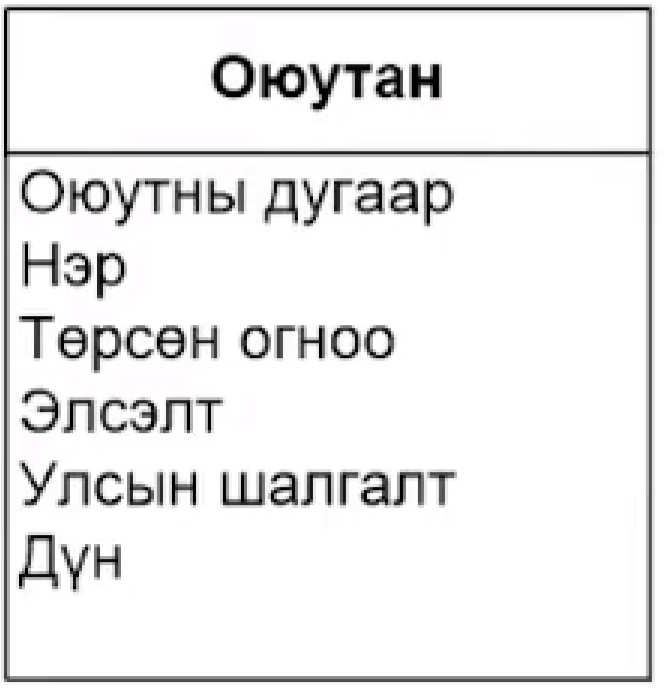 Оюутан
Оюутны дугаар
Нэр
Төрсөн огноо
Элсэлт
Улсын шалгалт
Дүн